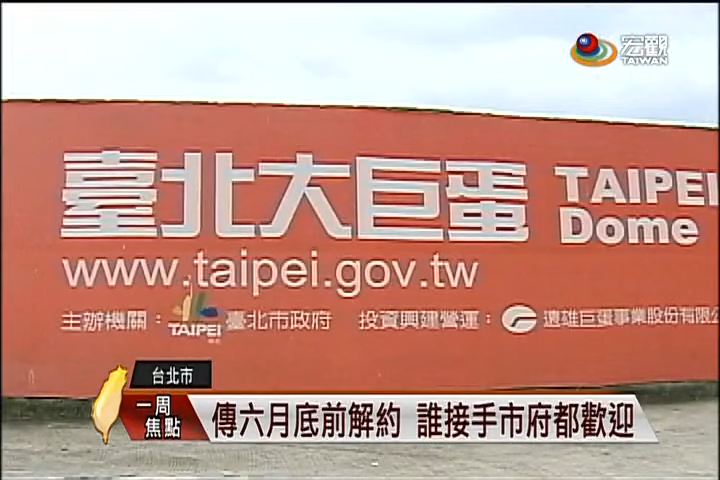 宏觀
TAIWAN
臺北大巨蛋 TAIPEI
Dome
www.taipei.gov.tw
主辦機關：TAIPEI 臺北市政府 投資興建營運：遠雄巨蛋事業股份有限公
台北市
一周焦點
傳六月底前解約 誰接手市府都歡迎